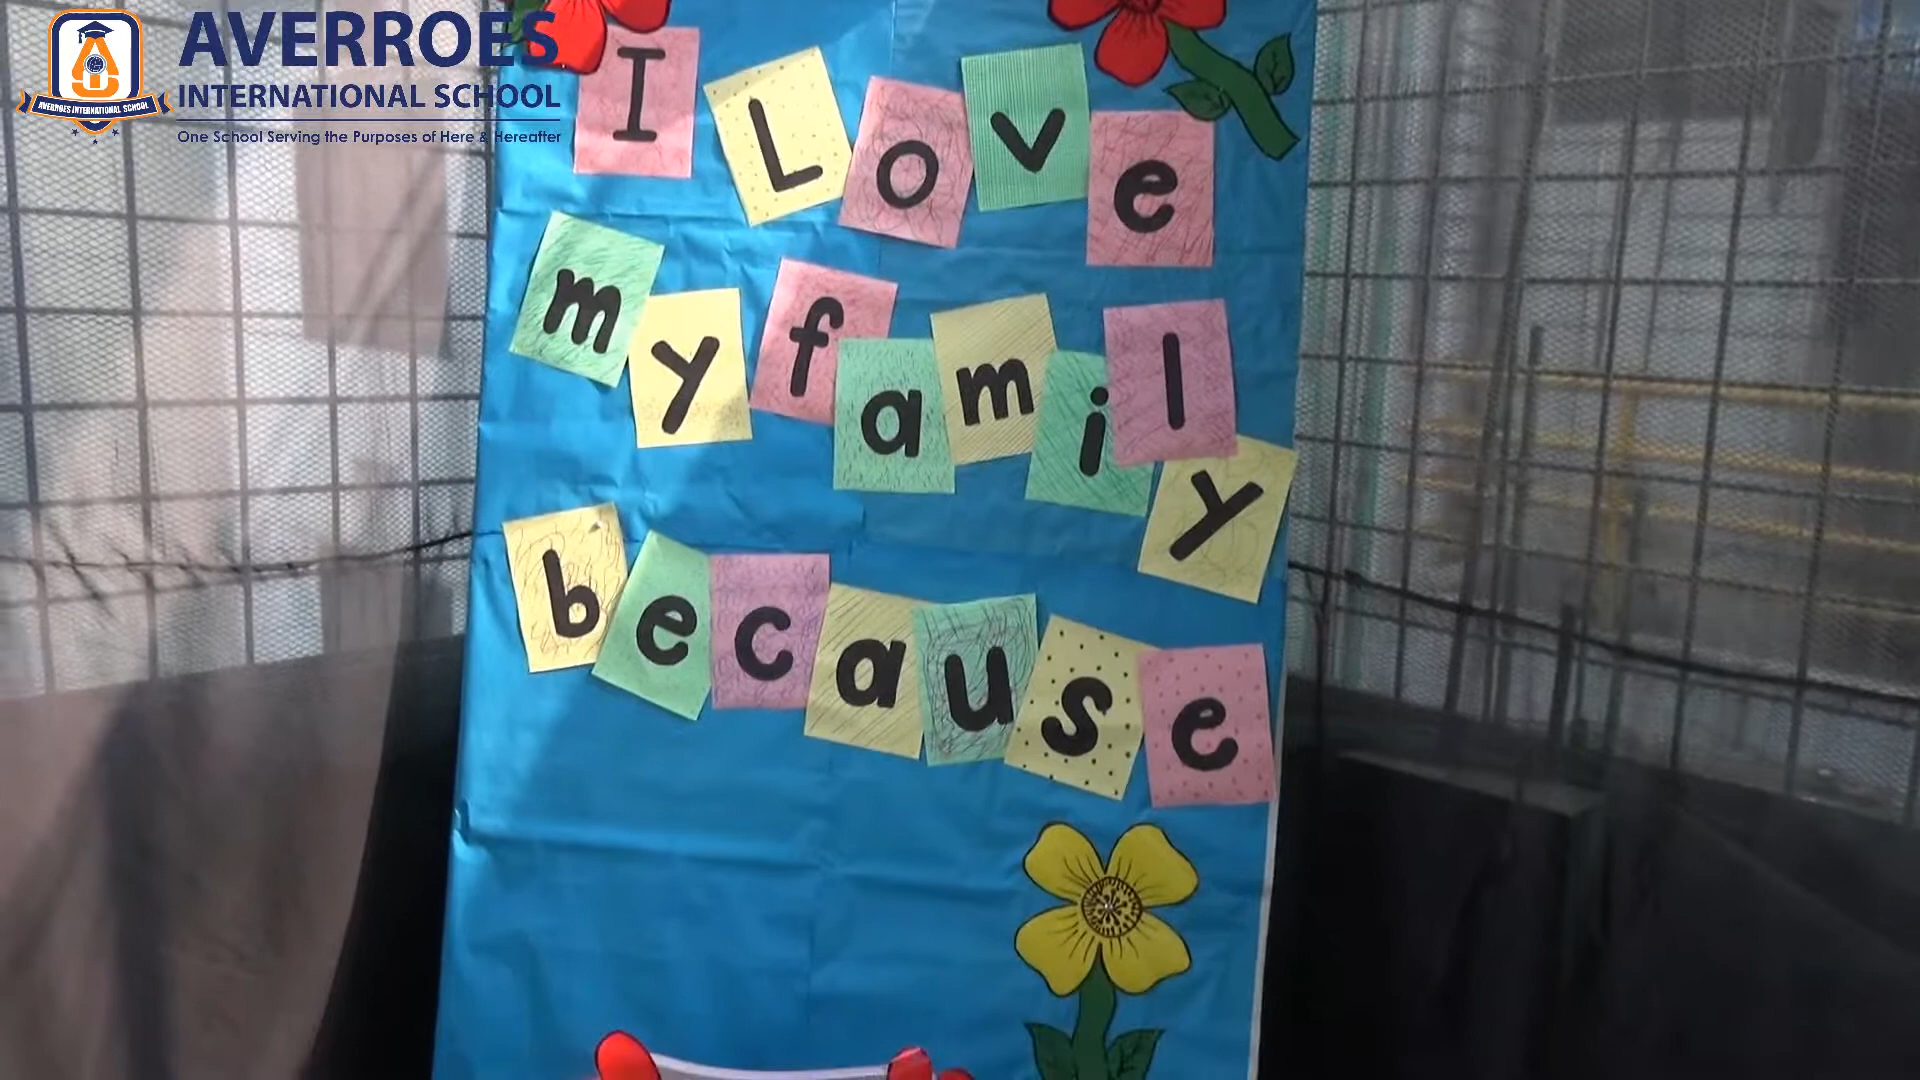 AVERROES
INTERNATIONAL SCHOOL
One School Serving the Purposes of Here & Hereafter
AVERROES INTERNATIONAL SCHOOL
I Love
my family
because